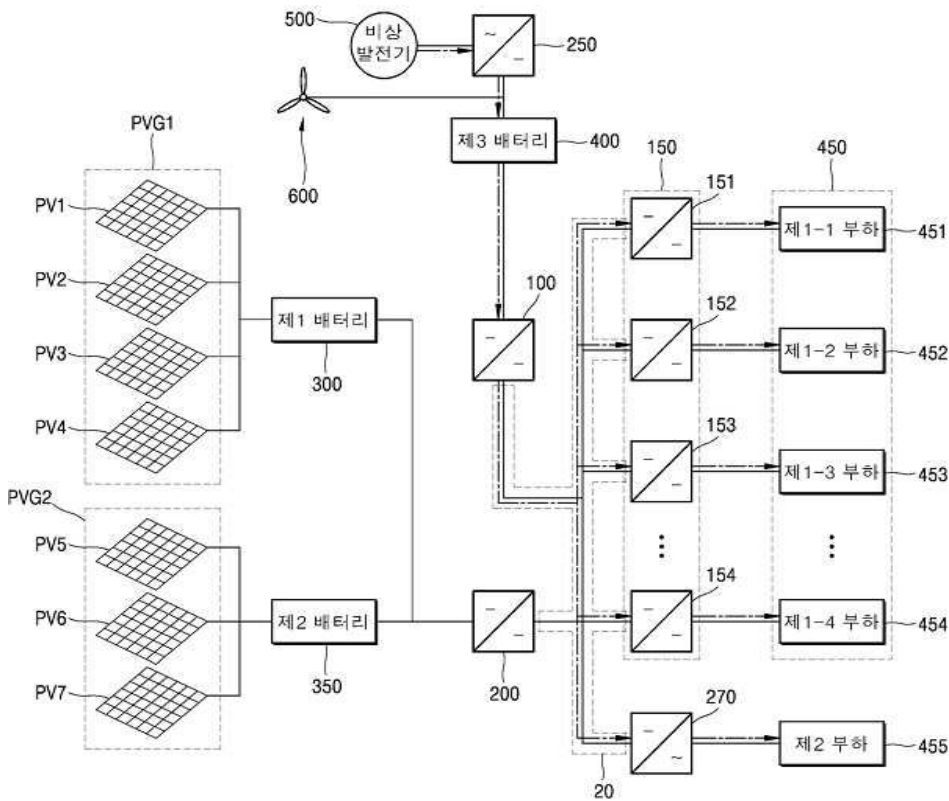 500
비상
발전기
~
−
250
PVG1
600
제3 배터리
400
150
450
PV1
−
−
151
제1-1 부하
451
PV2
제1 배터리
300
100
−
−
152
−
−
제1-2 부하
452
PV3
PV4
153
−
−
제1-3 부하
453
PVG2
PV5
154
PV6
제2 배터리
350
−
−
200
−
−
제1-4 부하
454
PV7
270
−
~
제2 부하
455
20